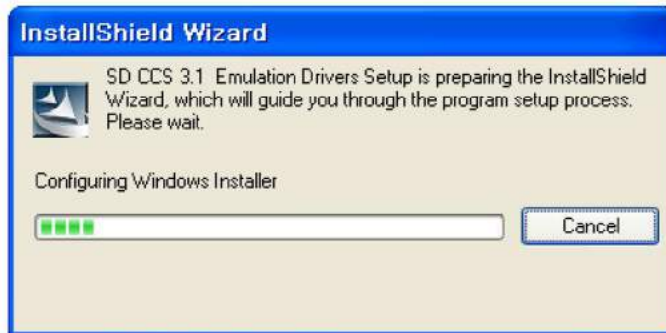 InstallShield Wizard
SD CCS 3.1 Emulation Drivers Setup is preparing the InstallShield
Wizard, which will guide you through the program setup process.
Please wait.
Configuring Windows Installer
Cancel